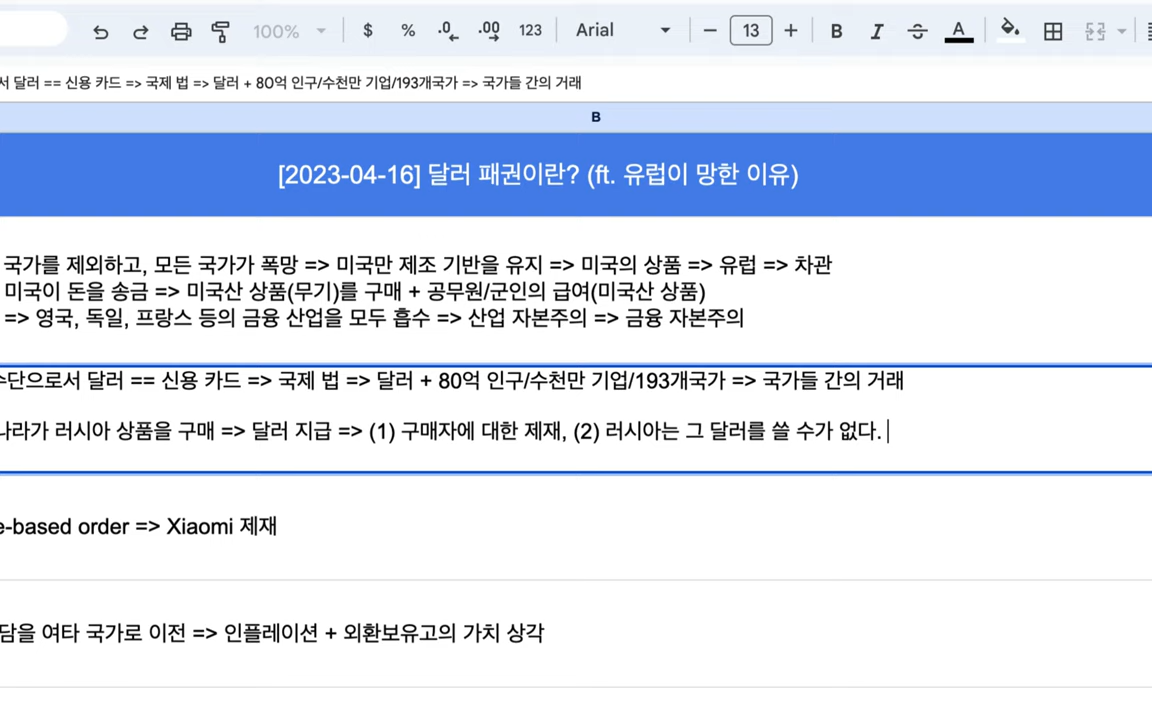 100%
$ % .0 .00 123 Arial 13 B I A
서 달러 == 신용 카드 => 국제 법 => 달러 + 80억 인구/수천만 기업/193개국가 => 국가들 간의 거래
B
[2023-04-16] 달러 패권이란? (ft. 유럽이 망한 이유)
국가를 제외하고, 모든 국가가 폭망 => 미국만 제조 기반을 유지 => 미국의 상품 => 유럽 => 차관
미국이 돈을 송금 => 미국산 상품(무기)를 구매 + 공무원/군인의 급여(미국산 상품)
=> 영국, 독일, 프랑스 등의 금융 산업을 모두 흡수 => 산업 자본주의 => 금융 자본주의
수단으로서 달러 == 신용 카드 => 국제 법 => 달러 + 80억 인구/수천만 기업/193개국가 => 국가들 간의 거래
나라가 러시아 상품을 구매 => 달러 지급 => (1) 구매자에 대한 제재, (2) 러시아는 그 달러를 쓸 수가 없다.
e-based order => Xiaomi 제재
담을 여타 국가로 이전 => 인플레이션 + 외환보유고의 가치 상각